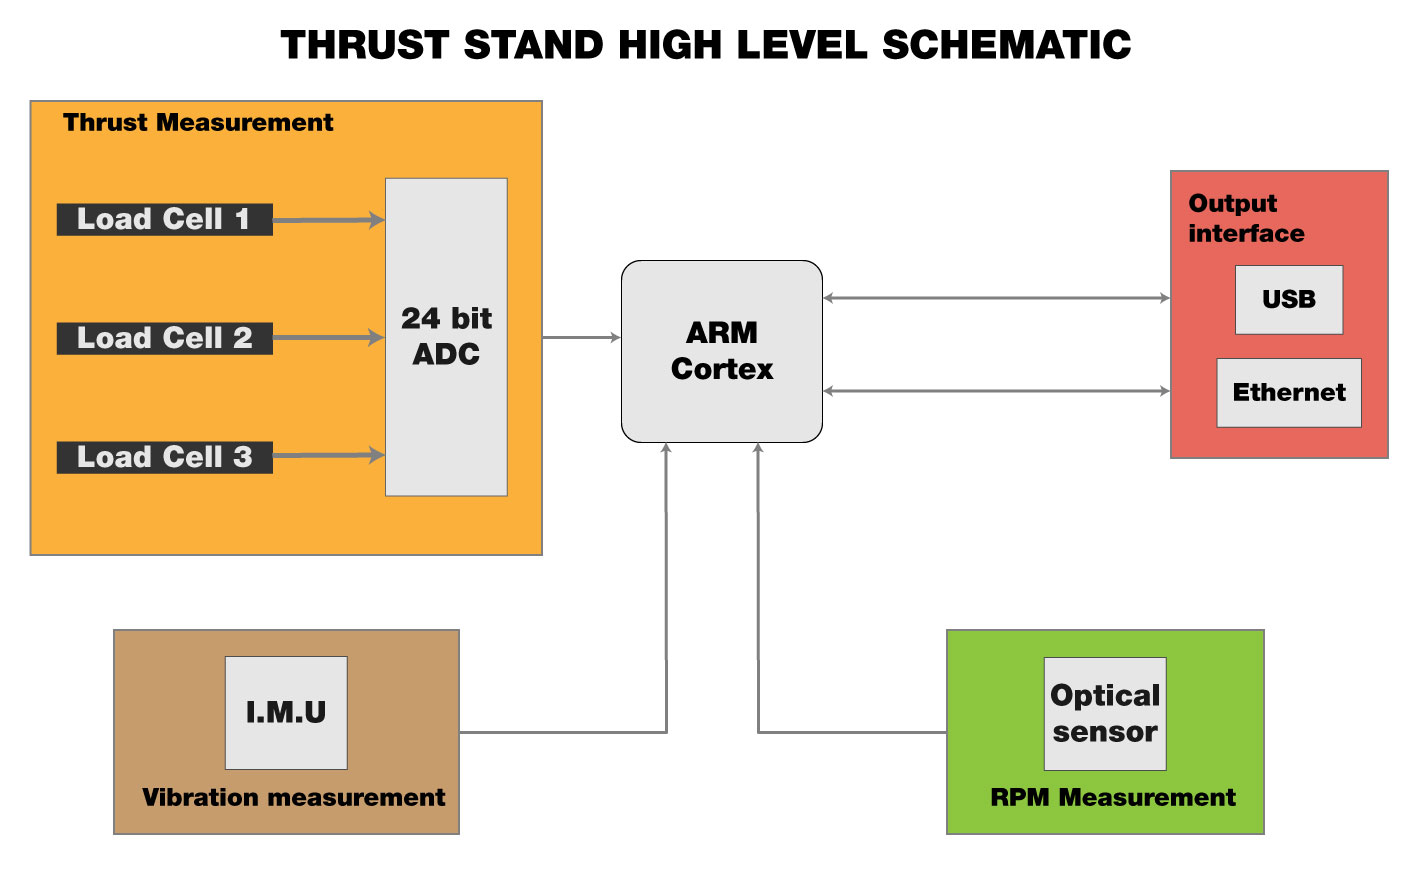 THRUST STAND HIGH LEVEL SCHEMATIC
Thrust Measurement
Load Cell 1
Load Cell 2
Load Cell 3
24 bit
ADC
ARM
Cortex
Output
interface
USB
Ethernet
I.M.U
Vibration measurement
Optical
sensor
RPM Measurement